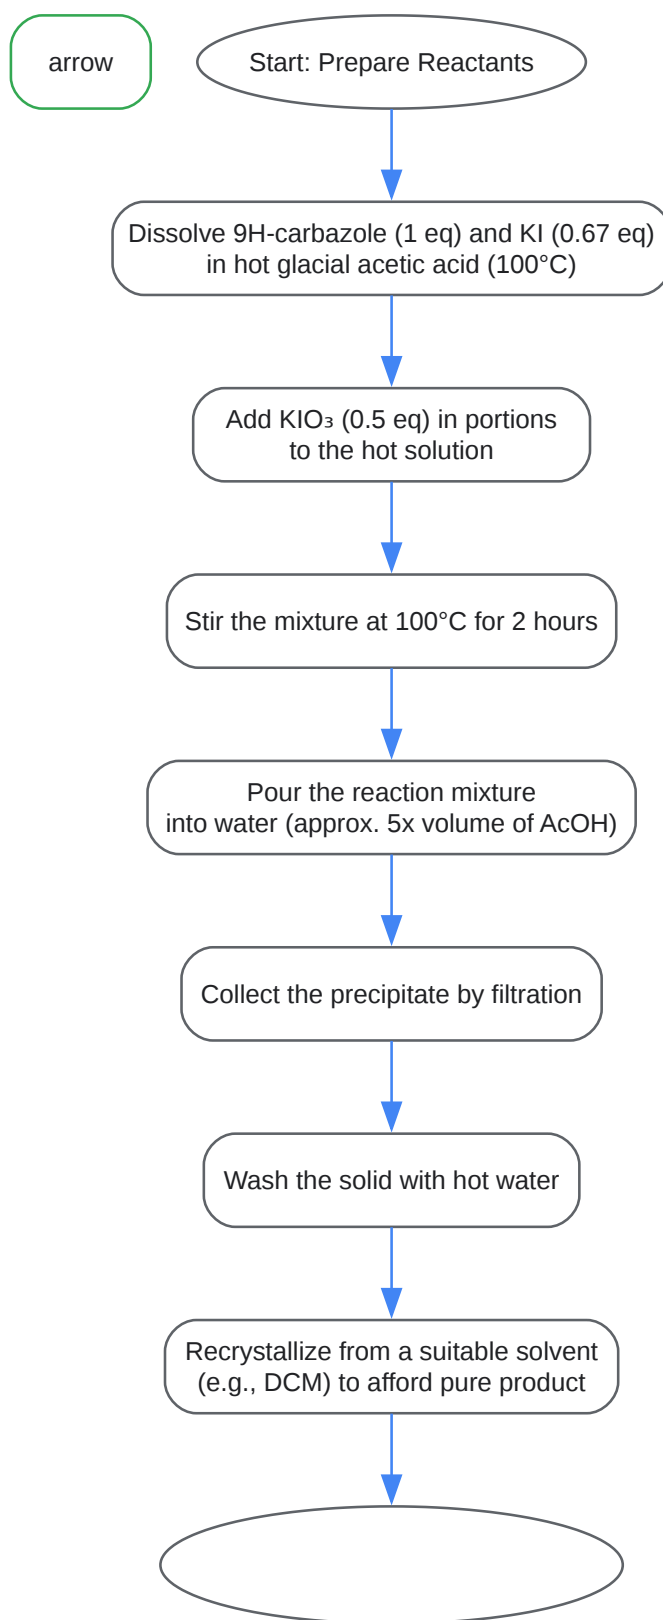 arrow
Start: Prepare Reactants
Dissolve 9H-carbazole (1 eq) and KI (0.67 eq)
in hot glacial acetic acid (100°C)
Add KIO₃ (0.5 eq) in portions
to the hot solution
Stir the mixture at 100°C for 2 hours
Pour the reaction mixture
into water (approx. 5x volume of AcOH)
Collect the precipitate by filtration
Wash the solid with hot water
Recrystallize from a suitable solvent
(e.g., DCM) to afford pure product